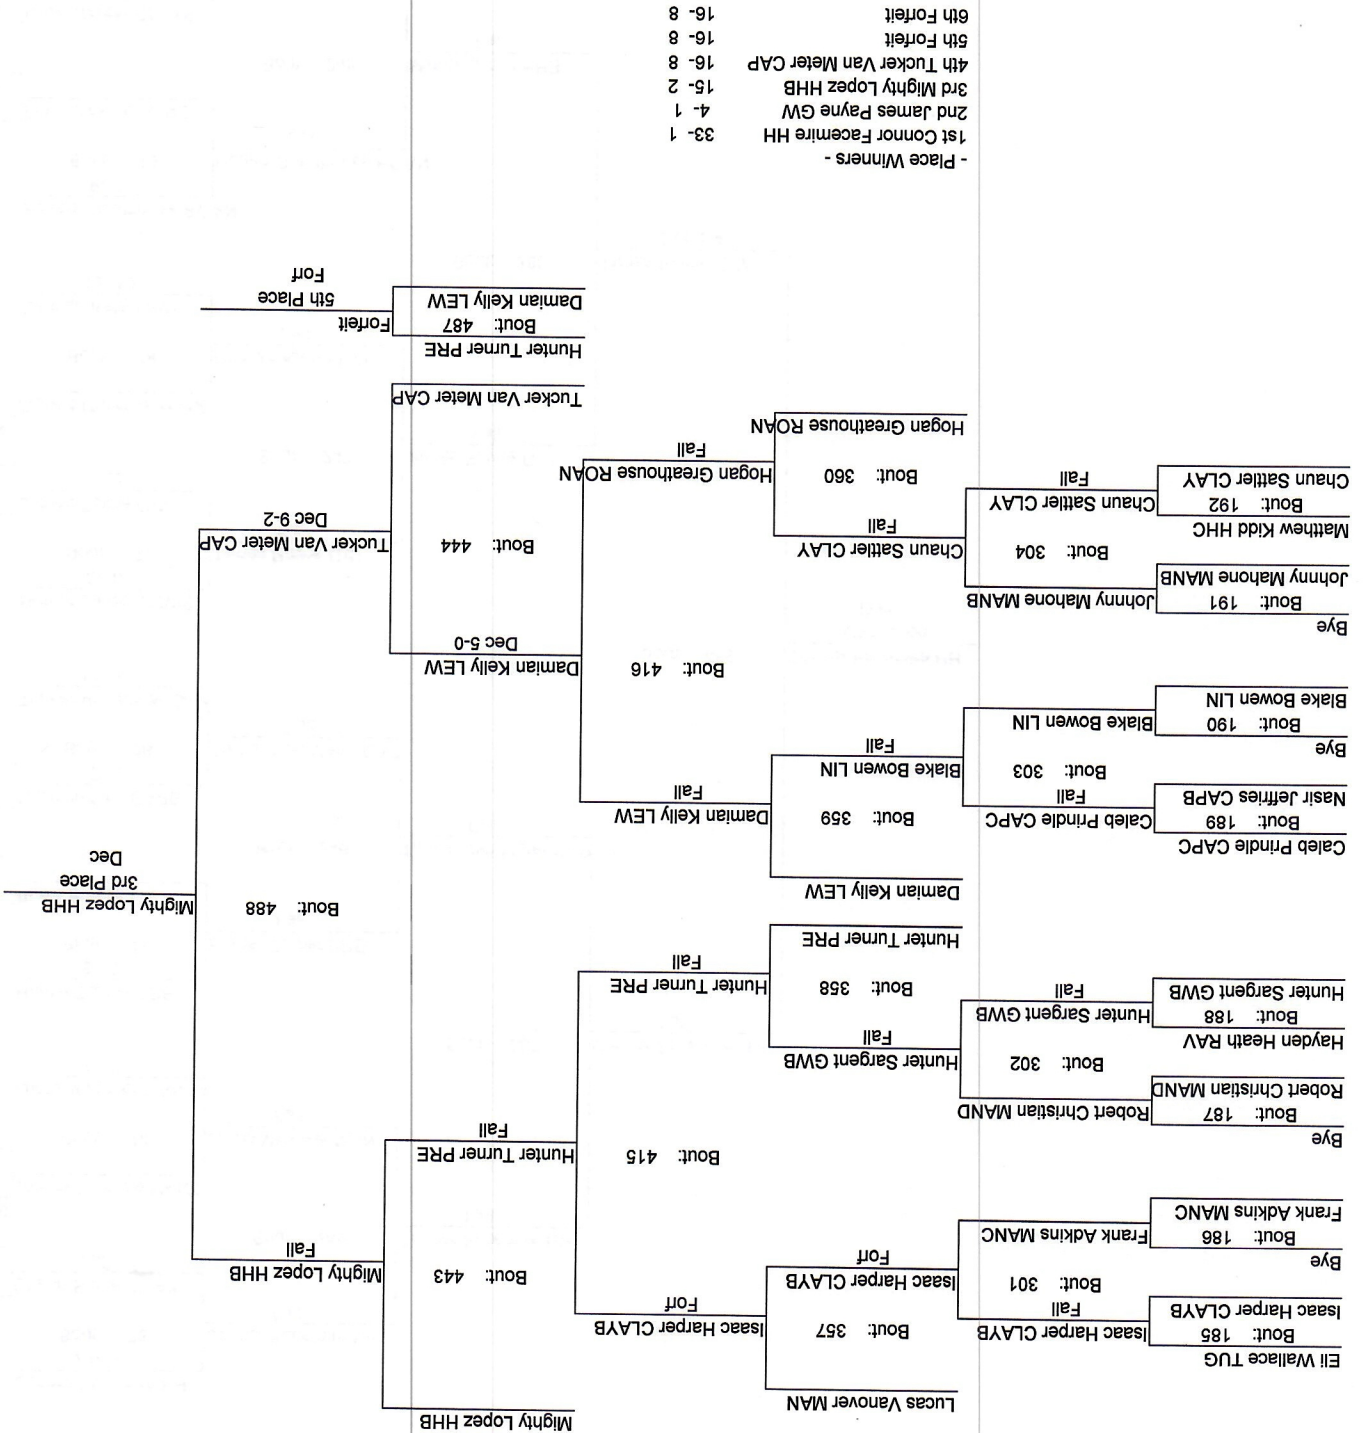 Mighty Lopez HHB
Eli Wallace TUG
Bout: 185
Isaac Harper CLAYB
Isaac Harper CLAYB
Fall
Bout: 301
Bye
Bout: 186
Frank Adkins MANC
Frank Adkins MANC
Lucas Vanover MAN
Bout: 357
Isaac Harper CLAYB
Forf
Isaac Harper CLAYB
Forf
Bout: 415
Bye
Bout: 187
Robert Christian MAND
Robert Christian MAND
Bout: 302
Hayden Heath RAV
Bout: 188
Hunter Sargent GWB
Hunter Sargent GWB
Fall
Hunter Sargent GWB
Fall
Bout: 358
Hunter Turner PRE
Hunter Turner PRE
Fall
Hunter Turner PRE
Fall
Bout: 443
Mighty Lopez HHB
Fall
Bout: 488
Mighty Lopez HHB
3rd Place
Dec
Damian Kelly LEW
Bout: 359
Caleb Prindle CAPC
Bout: 189
Nasir Jeffries CAPB
Caleb Prindle CAPC
Fall
Bout: 303
Bye
Bout: 190
Blake Bowen LIN
Blake Bowen LIN
Blake Bowen LIN
Fall
Damian Kelly LEW
Fall
Bout: 416
Bye
Bout: 191
Johnny Mahone MANB
Johnny Mahone MANB
Bout: 304
Matthew Kidd HHC
Bout: 192
Chaun Sattler CLAY
Chaun Sattler CLAY
Fall
Chaun Sattler CLAY
Fall
Bout: 360
Hogan Greathouse ROAN
Hogan Greathouse ROAN
Fall
Damian Kelly LEW
Dec 5-0
Bout: 444
Tucker Van Meter CAP
Tucker Van Meter CAP
Dec 9-2
Hunter Turner PRE
Bout: 487
Damian Kelly LEW
Forfeit
5th Place
Forf
- Place Winners -
1st Connor Facemire HH 33- 1
2nd James Payne GW 4- 1
3rd Mighty Lopez HHB 15- 2
4th Tucker Van Meter CAP 16- 8
5th Forfeit 16- 8
6th Forfeit 16- 8